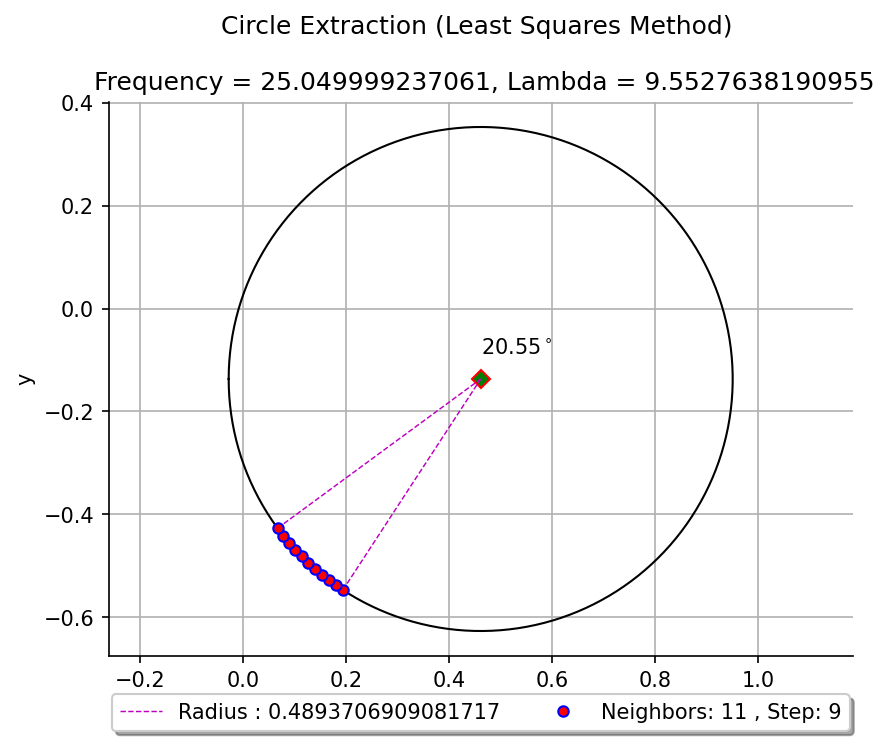 Circle Extraction (Least Squares Method)
Frequency = 25.049999237061, Lambda = 9.5527638190955
0.4
0.2
0.0
−0.2
−0.4
−0.6
y
20.55°
−0.2
0.0
0.2
0.4
0.6
0.8
1.0
Radius : 0.4893706909081717
Neighbors: 11 , Step: 9